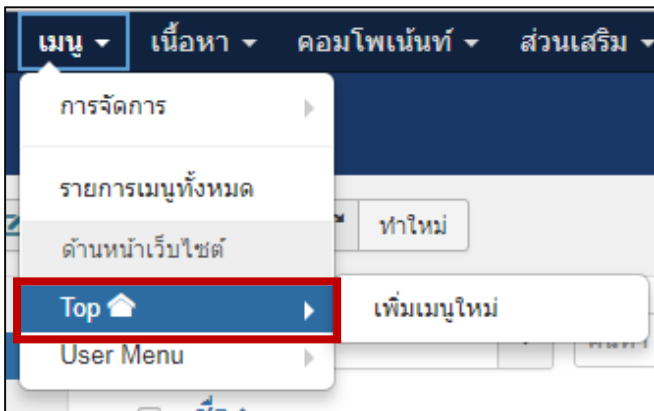 เมนู เนื้อหา คอมโพเน้นท์ ส่วนเสริม
การจัดการ
รายการเมนูทั้งหมด
ทำใหม่
ด้านหน้าเว็บไซต์
Top เพิ่มเมนูใหม่
User Menu